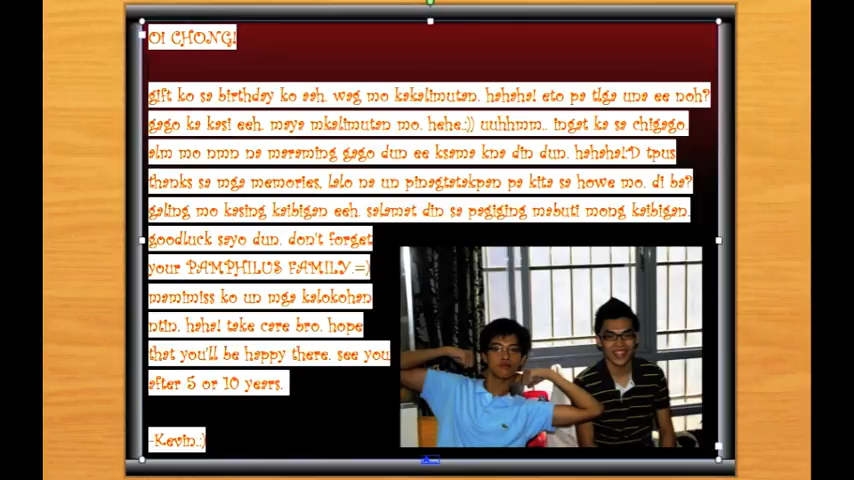 OI CHONG!
gift ko sa birthday ko aah. wag mo kakalimutan. hahaha! eto pa tlga una ee noh?
gago ka kasi eeh. maya mkalimutan mo. hehe.:)) uuhmm.. ingat ka sa chigago.
alm mo nmn na maraming gago dun ee ksama kna din dun. hahaha!:D tpus
thanks sa mga memories. lalo na un pinagtatakpan pa kita sa howe mo. di ba?
galing mo kasing kaibigan eeh. salamat din sa pagiging mabuti mong kaibigan.
goodluck sayo dun. don't forget
your PAMPHILUS FAMILY.=)
mamimiss ko un mga kalokohan
ntin. haha! take care bro. hope
that you'll be happy there. see you
after 5 or 10 years.
-Kevin.:)